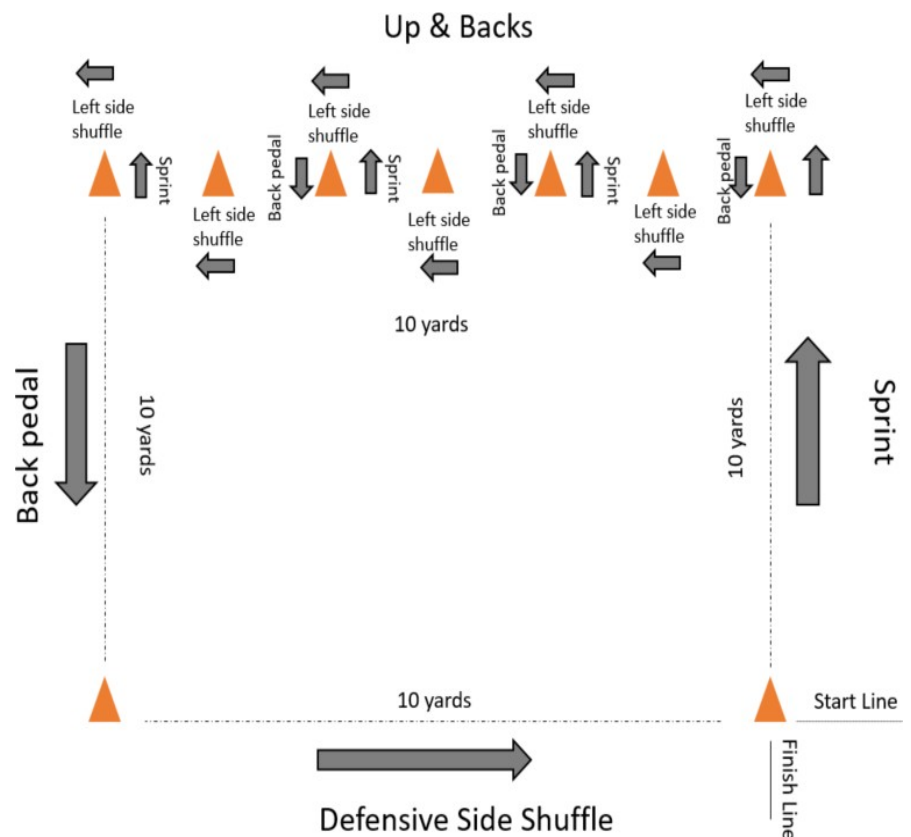 Up & Backs
Left side
shuffle
Left side
shuffle
Left side
shuffle
Left side
shuffle
Sprint
Back pedal
Sprint
Back pedal
Sprint
Back pedal
Left side
shuffle
Left side
shuffle
Left side
shuffle
10 yards
Back pedal
10 yards
10 yards
Sprint
10 yards
Start Line
Finish Line
Defensive Side Shuffle